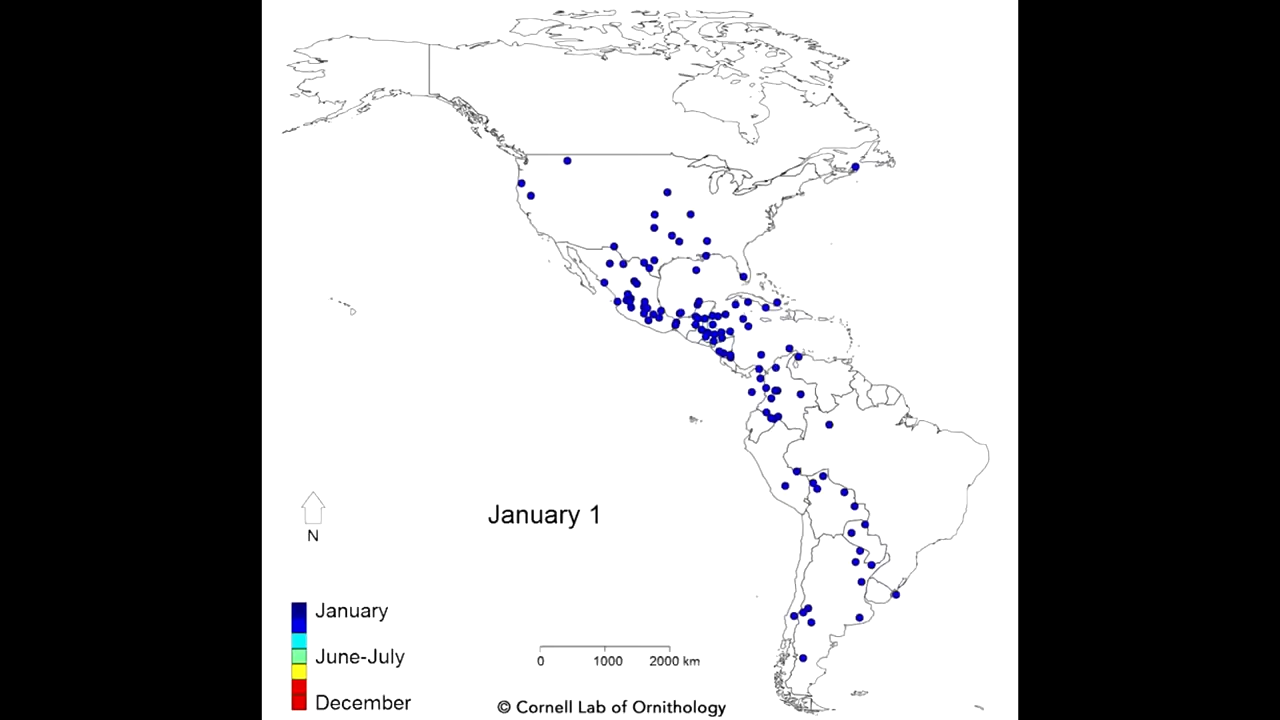 January 1
N
January
June-July
December
0 1000 2000 km
© Cornell Lab of Ornithology